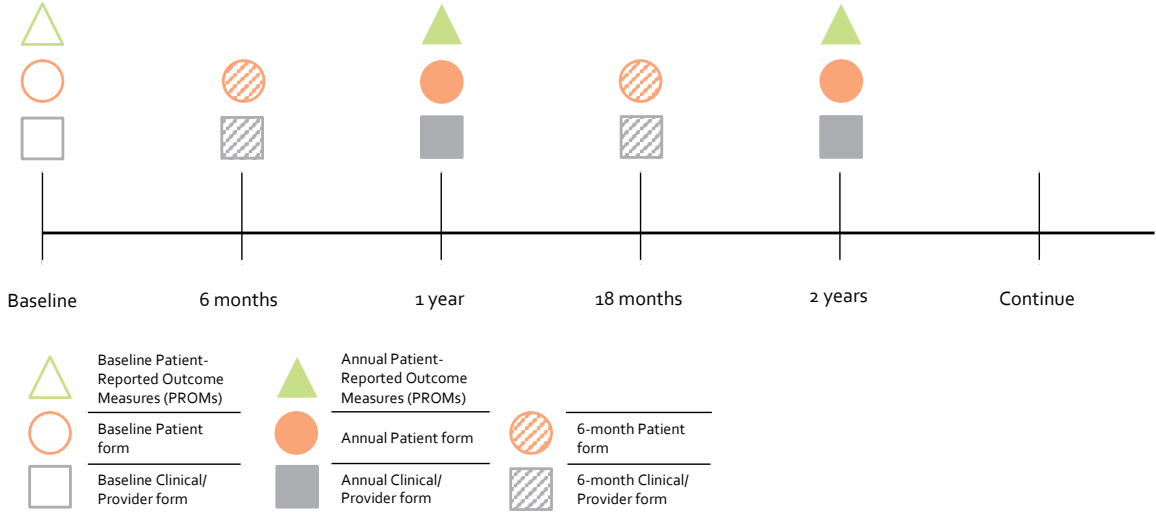 Baseline
6 months
1 year
18 months
2 years
Continue
Baseline Patient-
Reported Outcome
Measures (PROMs)
Annual Patient-
Reported Outcome
Measures (PROMs)
Baseline Patient
form
Annual Patient form
6-month Patient
form
Baseline Clinical/
Provider form
Annual Clinical/
Provider form
6-month Clinical/
Provider form